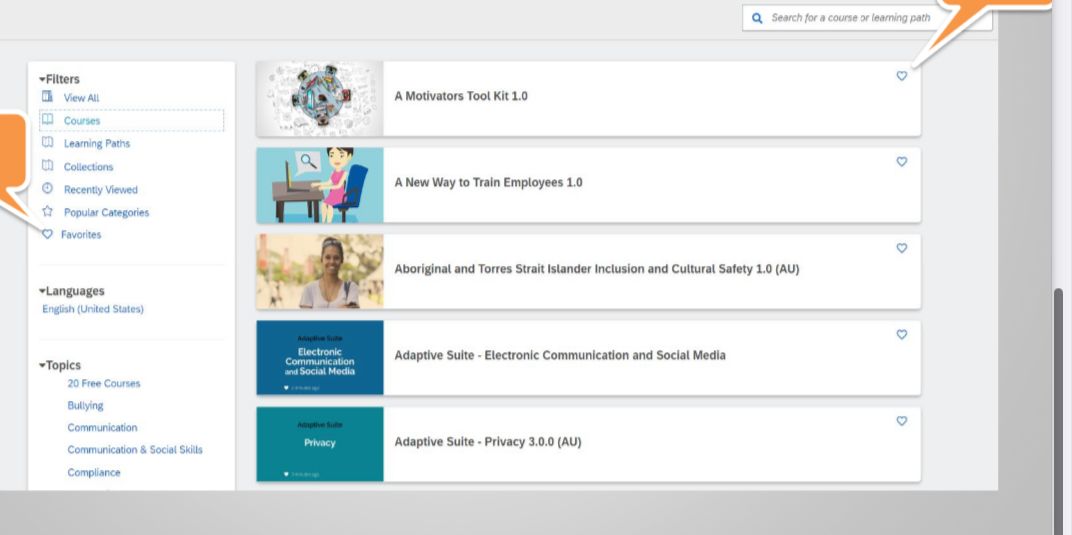 Search for a course or learning path
Filters
View All
Courses
Learning Paths
Collections
Recently Viewed
Popular Categories
Favorites
Languages
English (United States)
Topics
20 Free Courses
Bullying
Communication
Communication & Social Skills
Compliance
A Motivators Tool Kit 1.0
A New Way to Train Employees 1.0
Aboriginal and Torres Strait Islander Inclusion and Cultural Safety 1.0 (AU)
Adaptive Suite
Electronic
Communication
and Social Media
Adaptive Suite - Electronic Communication and Social Media
Adaptive Suite
Privacy
Adaptive Suite - Privacy 3.0.0 (AU)